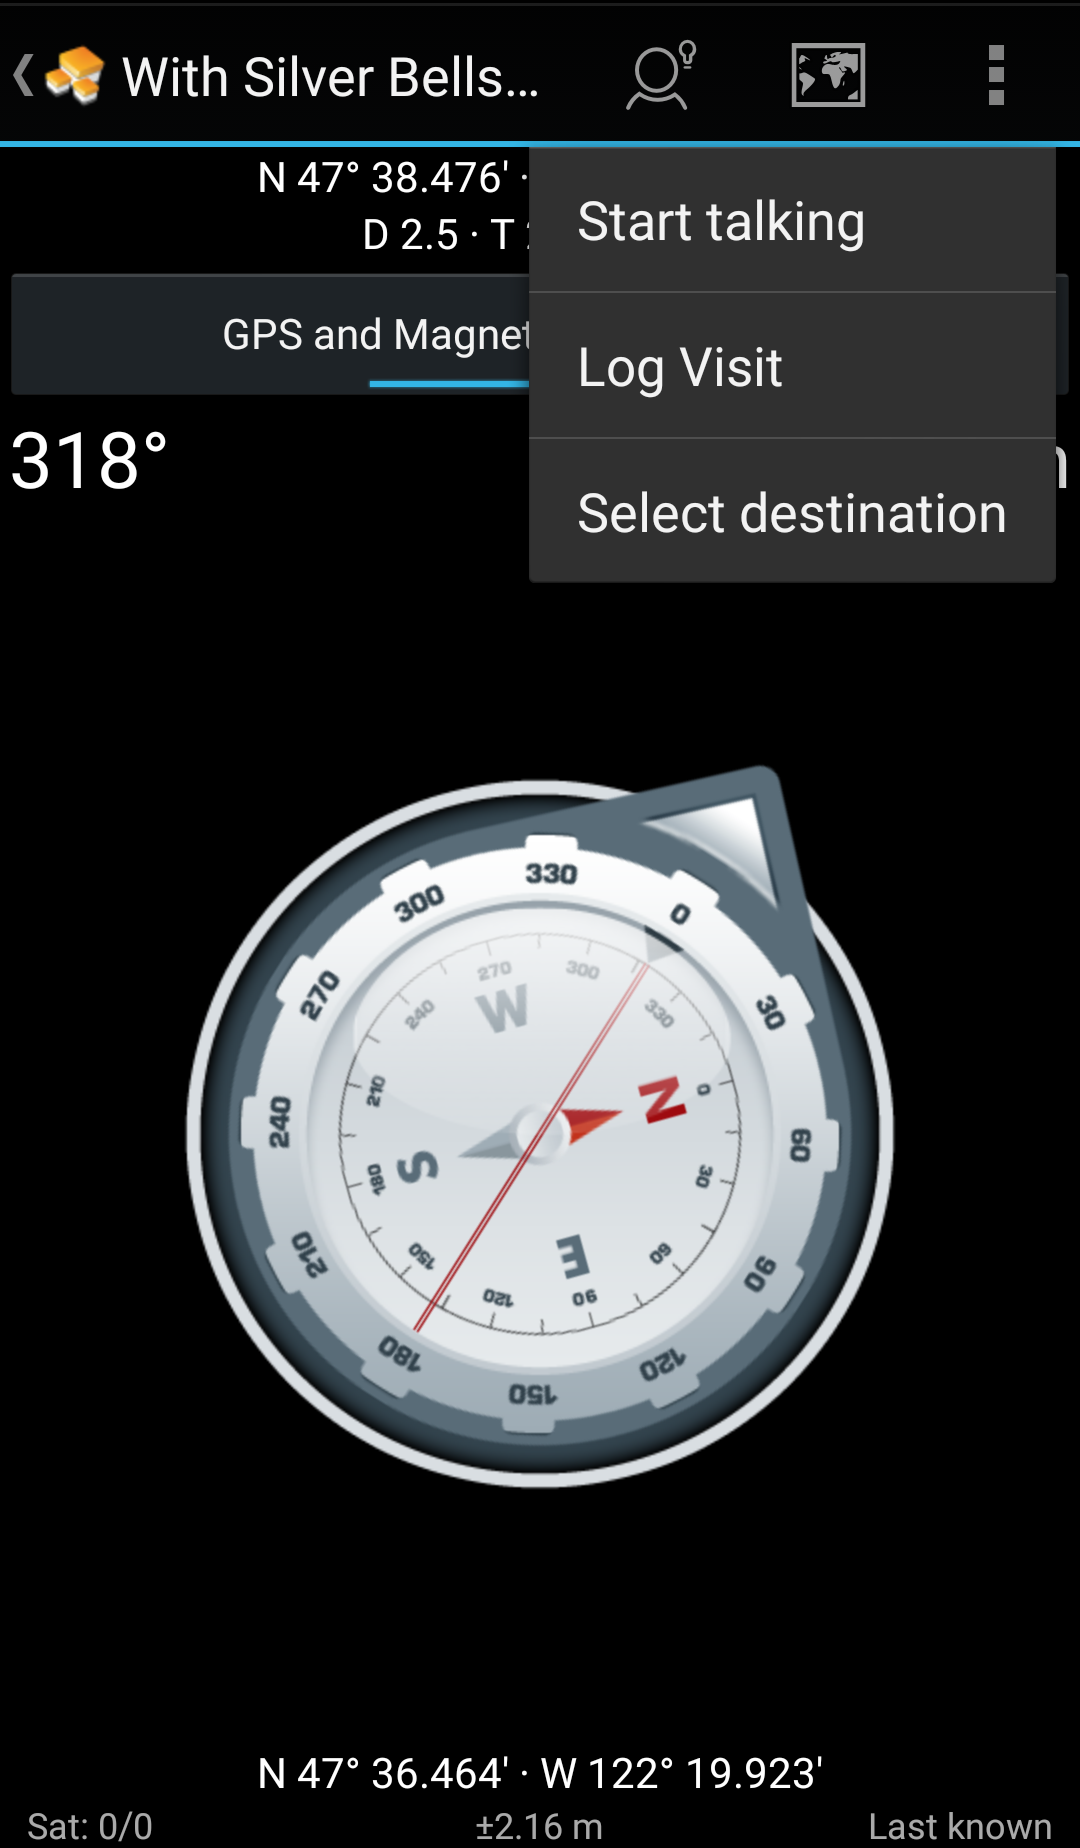 With Silver Bells...
N 47° 38.476' ·
D 2.5 · T
Start talking
Log Visit
Select destination
GPS and Magnet
318°
330
0
30
60
90
120
150
180
210
240
270
300
W
N
E
S
270
300
330
0
30
60
90
120
150
180
210
240
N 47° 36.464' · W 122° 19.923'
Sat: 0/0 ±2.16 m Last known